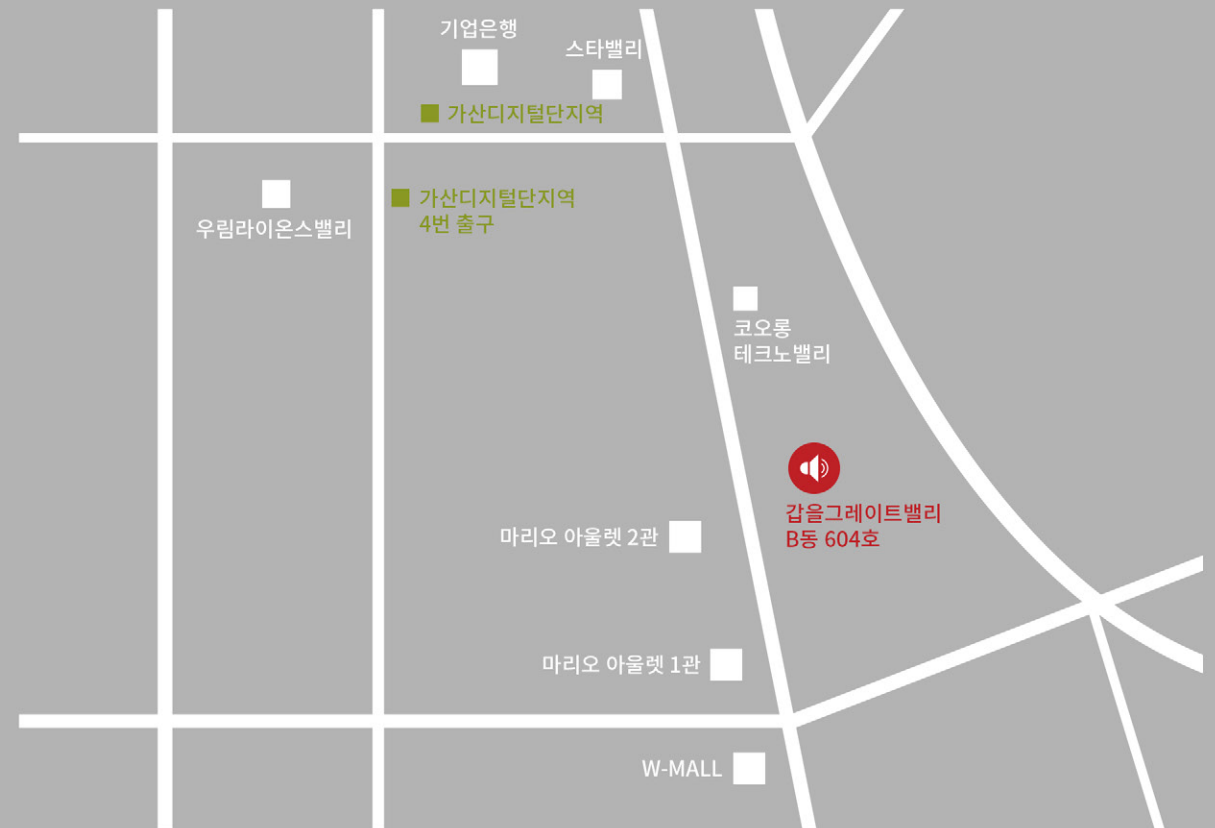 기업은행
스타밸리
가산디지털단지역
가산디지털단지역
4번 출구
우림라이온스밸리
코오롱
테크노밸리
갑을그레이트밸리
B동 604호
마리오 아울렛 2관
마리오 아울렛 1관
W-MALL